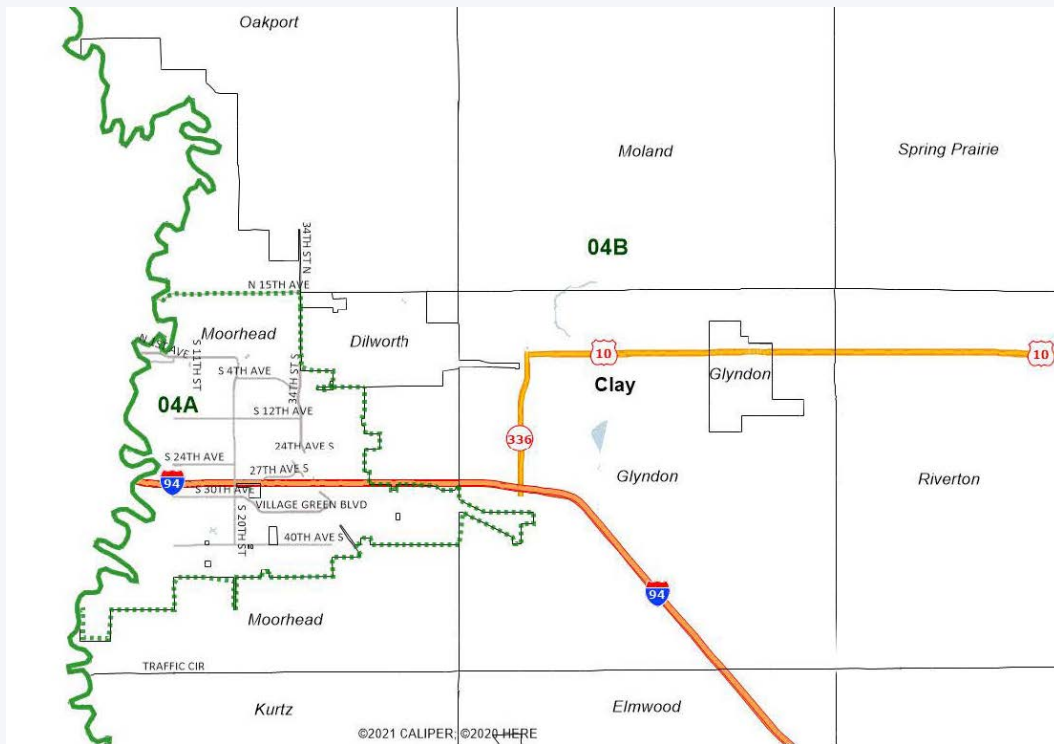 Oakport
Moland
Spring Prairie
34TH ST N
04B
N 15TH AVE
Moorhead
Dilworth
N 1ST AVE
S 11TH ST
10
10
S 4TH AVE
34TH ST S
Clay
Glyndon
04A
S 12TH AVE
336
24TH AVE S
S 24TH AVE
27TH AVE S
Glyndon
Riverton
94
S 30TH AVE
VILLAGE GREEN BLVD
S 20TH ST
40TH AVE S
94
Moorhead
TRAFFIC CIR
Kurtz
Elmwood
©2021 CALIPER; ©2020 HERE